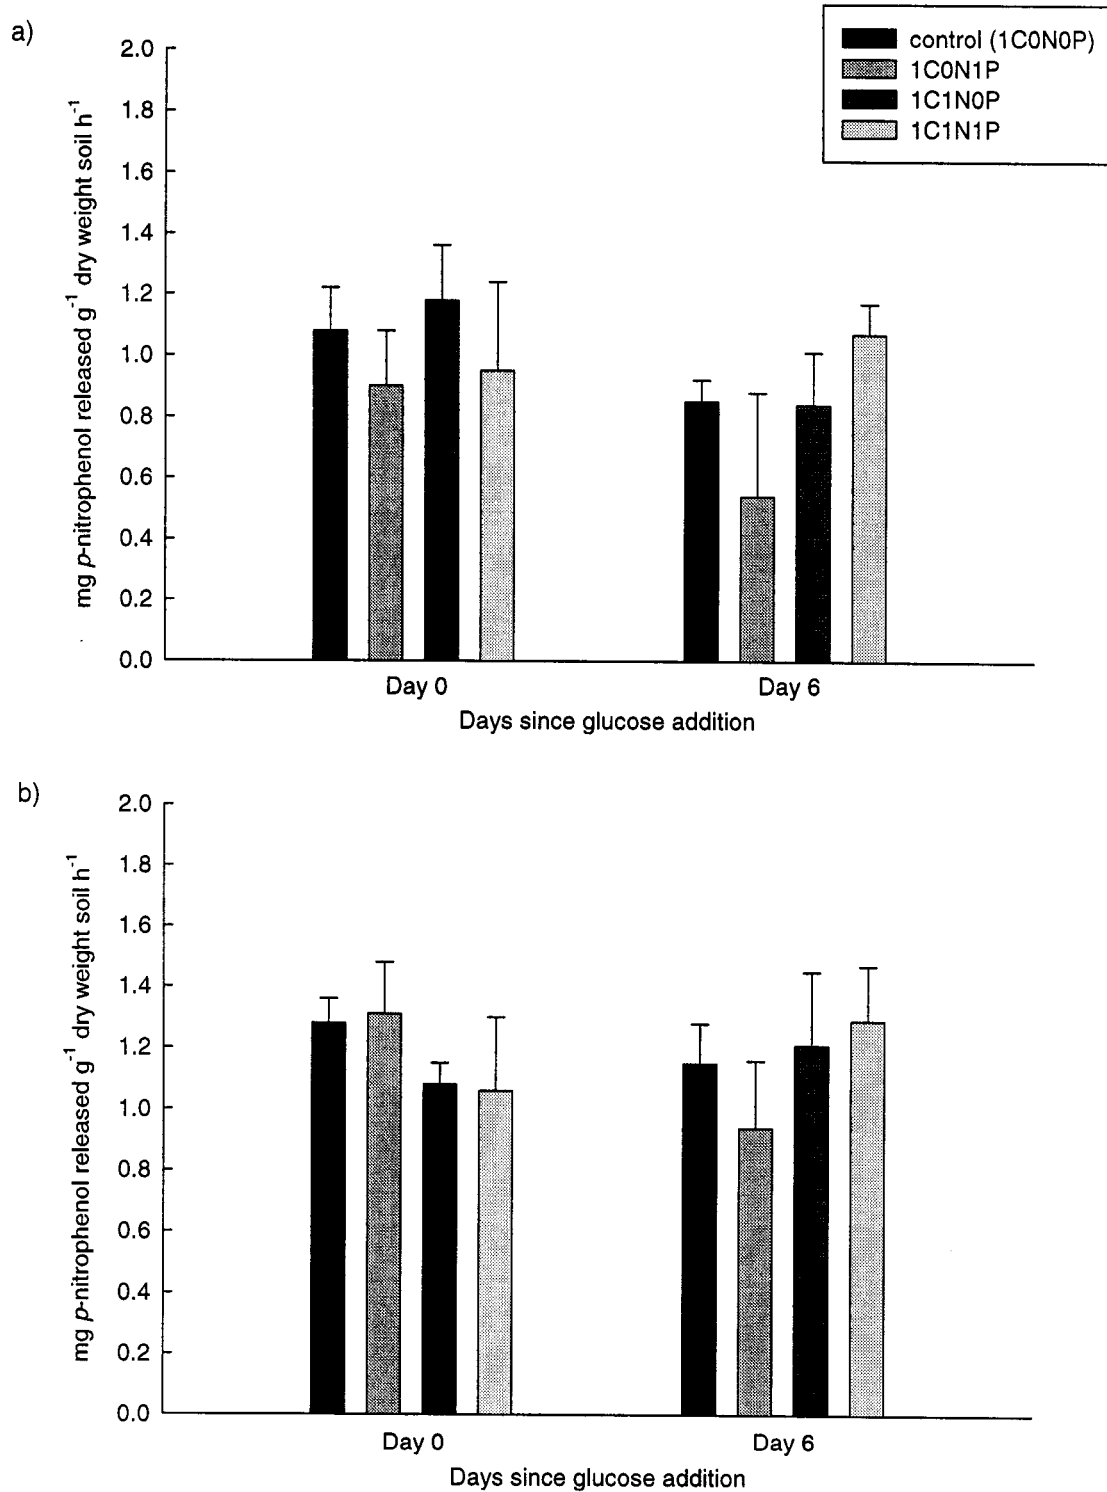 a)
control (1C0N0P)
1C0N1P
1C1N0P
1C1N1P
mg p-nitrophenol released g⁻¹ dry weight soil h⁻¹
2.0
1.8
1.6
1.4
1.2
1.0
0.8
0.6
0.4
0.2
0.0
Day 0 Day 6
Days since glucose addition
b)
mg p-nitrophenol released g⁻¹ dry weight soil h⁻¹
2.0
1.8
1.6
1.4
1.2
1.0
0.8
0.6
0.4
0.2
0.0
Day 0 Day 6
Days since glucose addition